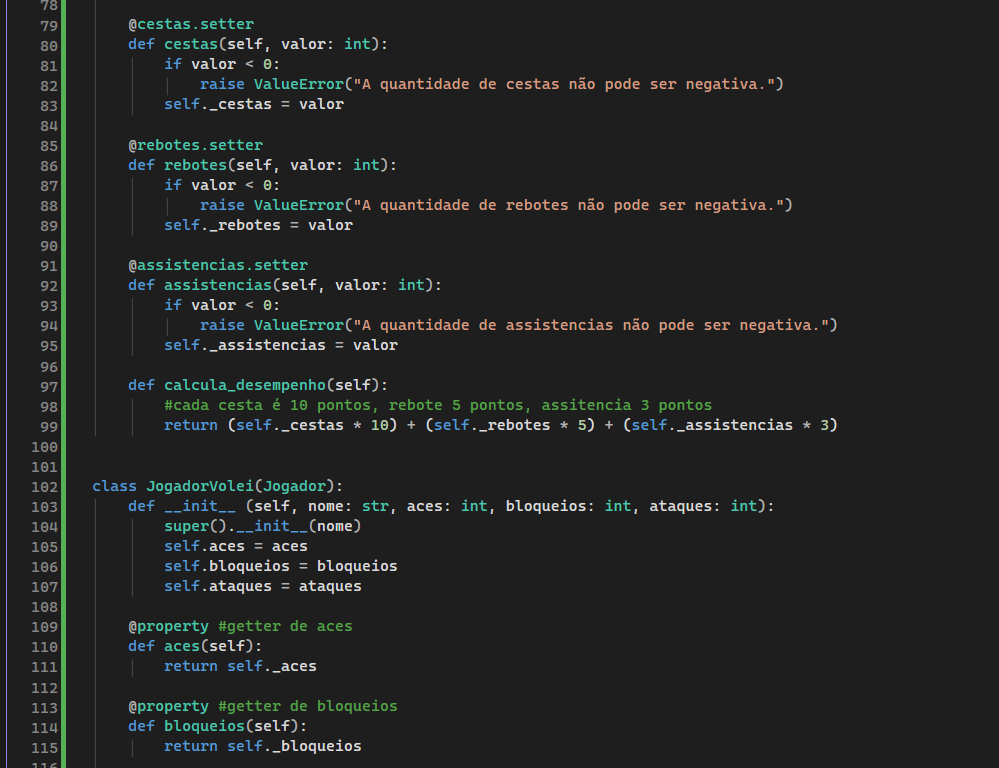 78
79 @cestas.setter
80 def cestas(self, valor: int):
81 if valor < 0:
82 raise ValueError("A quantidade de cestas não pode ser negativa.")
83 self._cestas = valor
84
85 @rebotes.setter
86 def rebotes(self, valor: int):
87 if valor < 0:
88 raise ValueError("A quantidade de rebotes não pode ser negativa.")
89 self._rebotes = valor
90
91 @assistencias.setter
92 def assistencias(self, valor: int):
93 if valor < 0:
94 raise ValueError("A quantidade de assistencias não pode ser negativa.")
95 self._assistencias = valor
96
97 def calcula_desempenho(self):
98 #cada cesta é 10 pontos, rebote 5 pontos, assitencia 3 pontos
99 return (self._cestas * 10) + (self._rebotes * 5) + (self._assistencias * 3)
100
101
102 class JogadorVolei(Jogador):
103 def __init__ (self, nome: str, aces: int, bloqueios: int, ataques: int):
104 super().__init__(nome)
105 self.aces = aces
106 self.bloqueios = bloqueios
107 self.ataques = ataques
108
109 @property #getter de aces
110 def aces(self):
111 return self._aces
112
113 @property #getter de bloqueios
114 def bloqueios(self):
115 return self._bloqueios
116